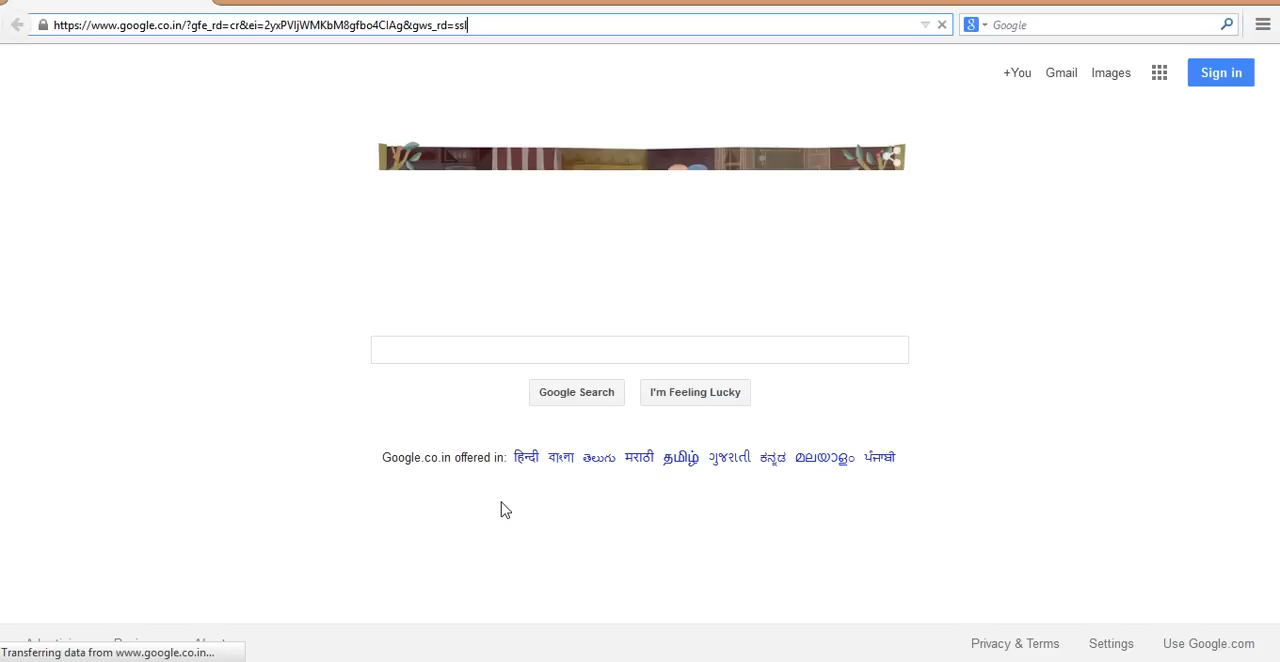 https://www.google.co.in/?gfe_rd=cr&ei=2yxPVljWMKbM8gfbo4ClAg&gws_rd=ssl
Google
+You Gmail Images Sign in
Google Search I'm Feeling Lucky
Google.co.in offered in: हिन्दी বাংলা తెలుగు मराठी தமிழ் ગુજરાતી ಕನ್ನಡ മലയാളം ਪੰਜਾਬੀ
Privacy & Terms Settings Use Google.com
Transferring data from www.google.co.in...